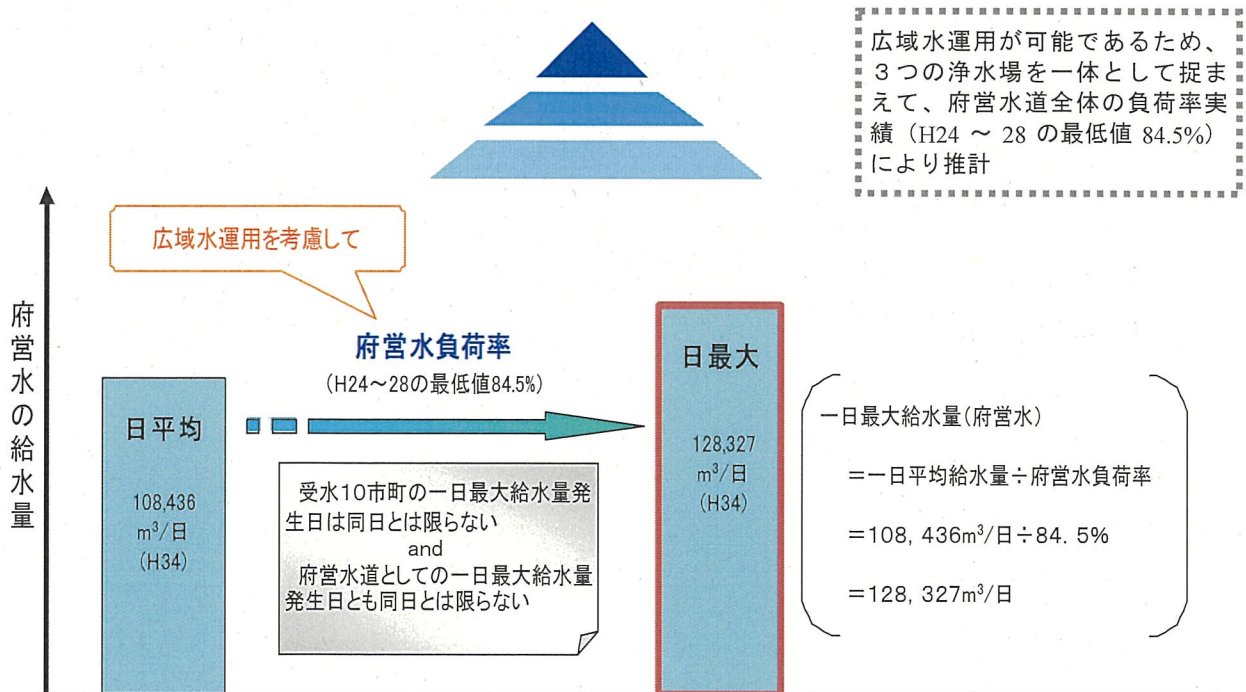 広域水運用が可能であるため、
3つの浄水場を一体として捉ま
えて、府営水道全体の負荷率実
績（H24 ～ 28 の最低値 84.5%）
により推計
広域水運用を考慮して
府営水の給水量
府営水負荷率
(H24～28の最低値84.5%)
日平均
108,436
m³/日
(H34)
受水10市町の一日最大給水量発
生日は同日とは限らない
and
府営水道としての一日最大給水量
発生日とも同日とは限らない
日最大
128,327
m³/日
(H34)
一日最大給水量(府営水)
＝一日平均給水量÷府営水負荷率
＝108,436m³/日÷84.5%
＝128,327m³/日